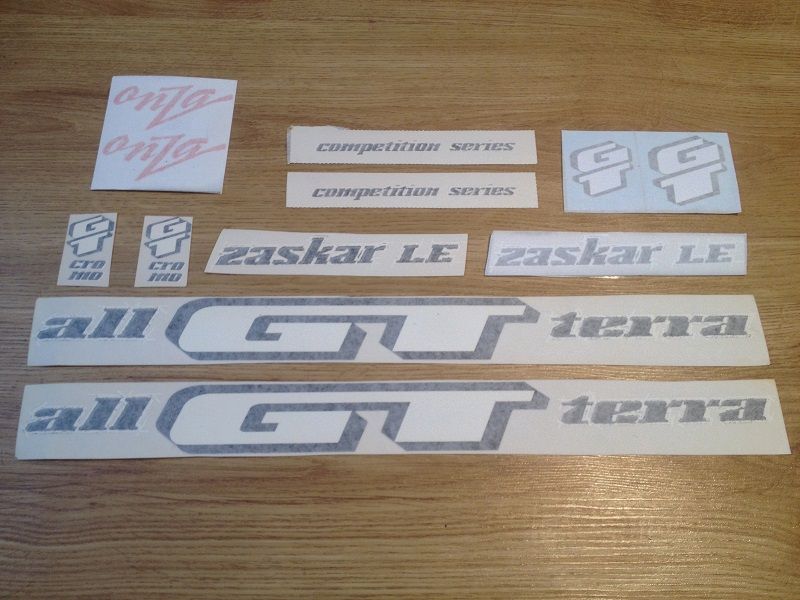 onza
onza
competition series
competition series
GT GT
GT
cro
mo
GT
cro
mo
zaskar LE
zaskar LE
all GT terra
all GT terra